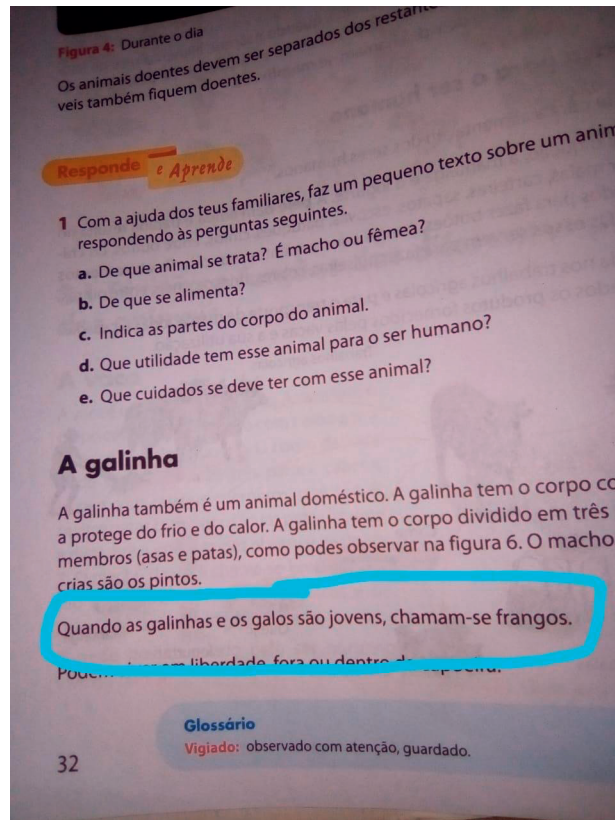 Figura 4: Durante o dia
Os animais doentes devem ser separados dos
veis também fiquem doentes.
Responde e Aprende
1 Com a ajuda dos teus familiares, faz um pequeno texto sobre um
respondendo às perguntas seguintes.
a. De que animal se trata? É macho ou fêmea?
b. De que se alimenta?
c. Indica as partes do corpo do animal.
d. Que utilidade tem esse animal para o ser humano?
e. Que cuidados se deve ter com esse animal?
A galinha
A galinha também é um animal doméstico. A galinha tem o corpo
a protege do frio e do calor. A galinha tem o corpo dividido em três
membros (asas e patas), como podes observar na figura 6. O macho
crias são os pintos.
Quando as galinhas e os galos são jovens, chamam-se frangos.
liberdade, fora ou dentro
Glossário
Vigiado: observado com atenção, guardado.
32